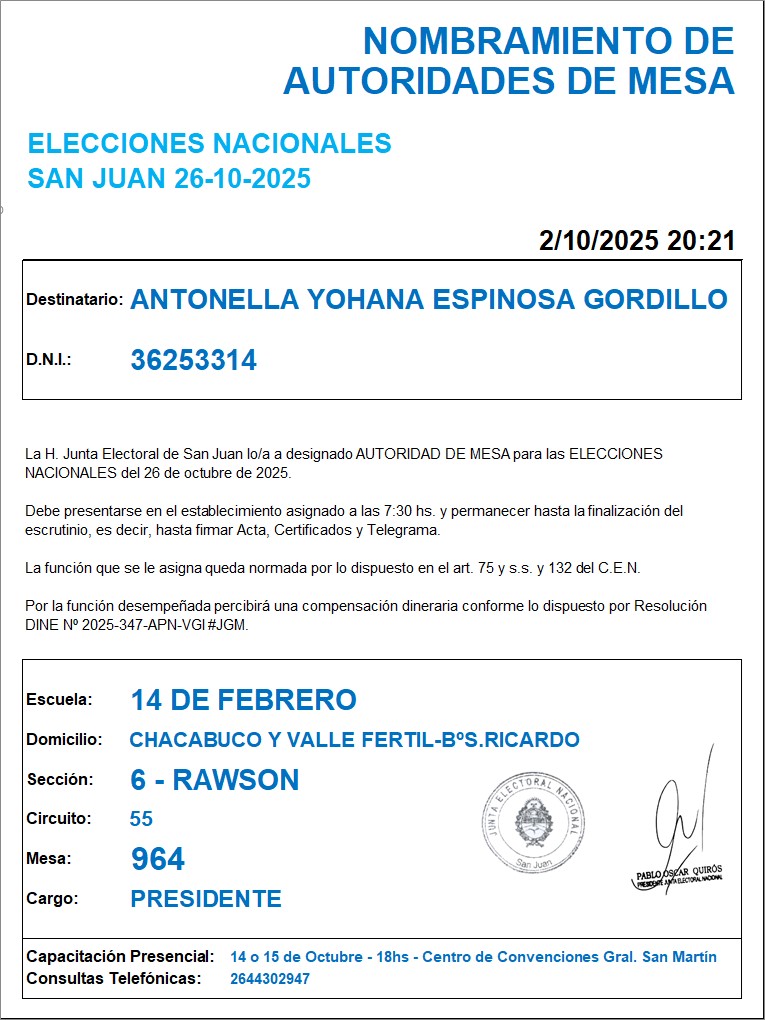 NOMBRAMIENTO DE
AUTORIDADES DE MESA
ELECCIONES NACIONALES
SAN JUAN 26-10-2025
2/10/2025 20:21
Destinatario: ANTONELLA YOHANA ESPINOSA GORDILLO
D.N.I.: 36253314
La H. Junta Electoral de San Juan lo/a a designado AUTORIDAD DE MESA para las ELECCIONES
NACIONALES del 26 de octubre de 2025.
Debe presentarse en el establecimiento asignado a las 7:30 hs. y permanecer hasta la finalización del
escrutinio, es decir, hasta firmar Acta, Certificados y Telegrama.
La función que se le asigna queda normada por lo dispuesto en el art. 75 y s.s. y 132 del C.E.N.
Por la función desempeñada percibirá una compensación dineraria conforme lo dispuesto por Resolución
DINE Nº 2025-347-APN-VGI#JGM.
Escuela: 14 DE FEBRERO
Domicilio: CHACABUCO Y VALLE FERTIL-BºS.RICARDO
Sección: 6 - RAWSON
Circuito: 55
Mesa: 964
Cargo: PRESIDENTE
JUNTA ELECTORAL NACIONAL
San Juan
PABLO OSCAR QUIRÓS
PRESIDENTE JUNTA ELECTORAL NACIONAL
Capacitación Presencial: 14 o 15 de Octubre - 18hs - Centro de Convenciones Gral. San Martín
Consultas Telefónicas: 2644302947